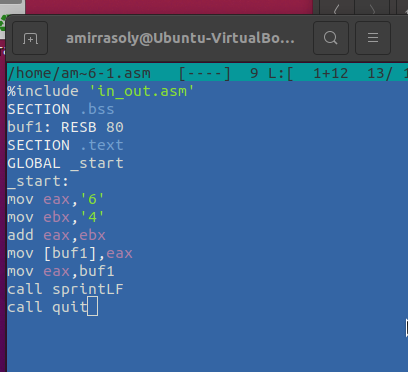 amirrasoly@Ubuntu-VirtualBo...
/home/am~6-1.asm [----] 9 L:[ 1+12 13/
%include 'in_out.asm'
SECTION .bss
buf1: RESB 80
SECTION .text
GLOBAL _start
_start:
mov eax,'6'
mov ebx,'4'
add eax,ebx
mov [buf1],eax
mov eax,buf1
call sprintLF
call quit